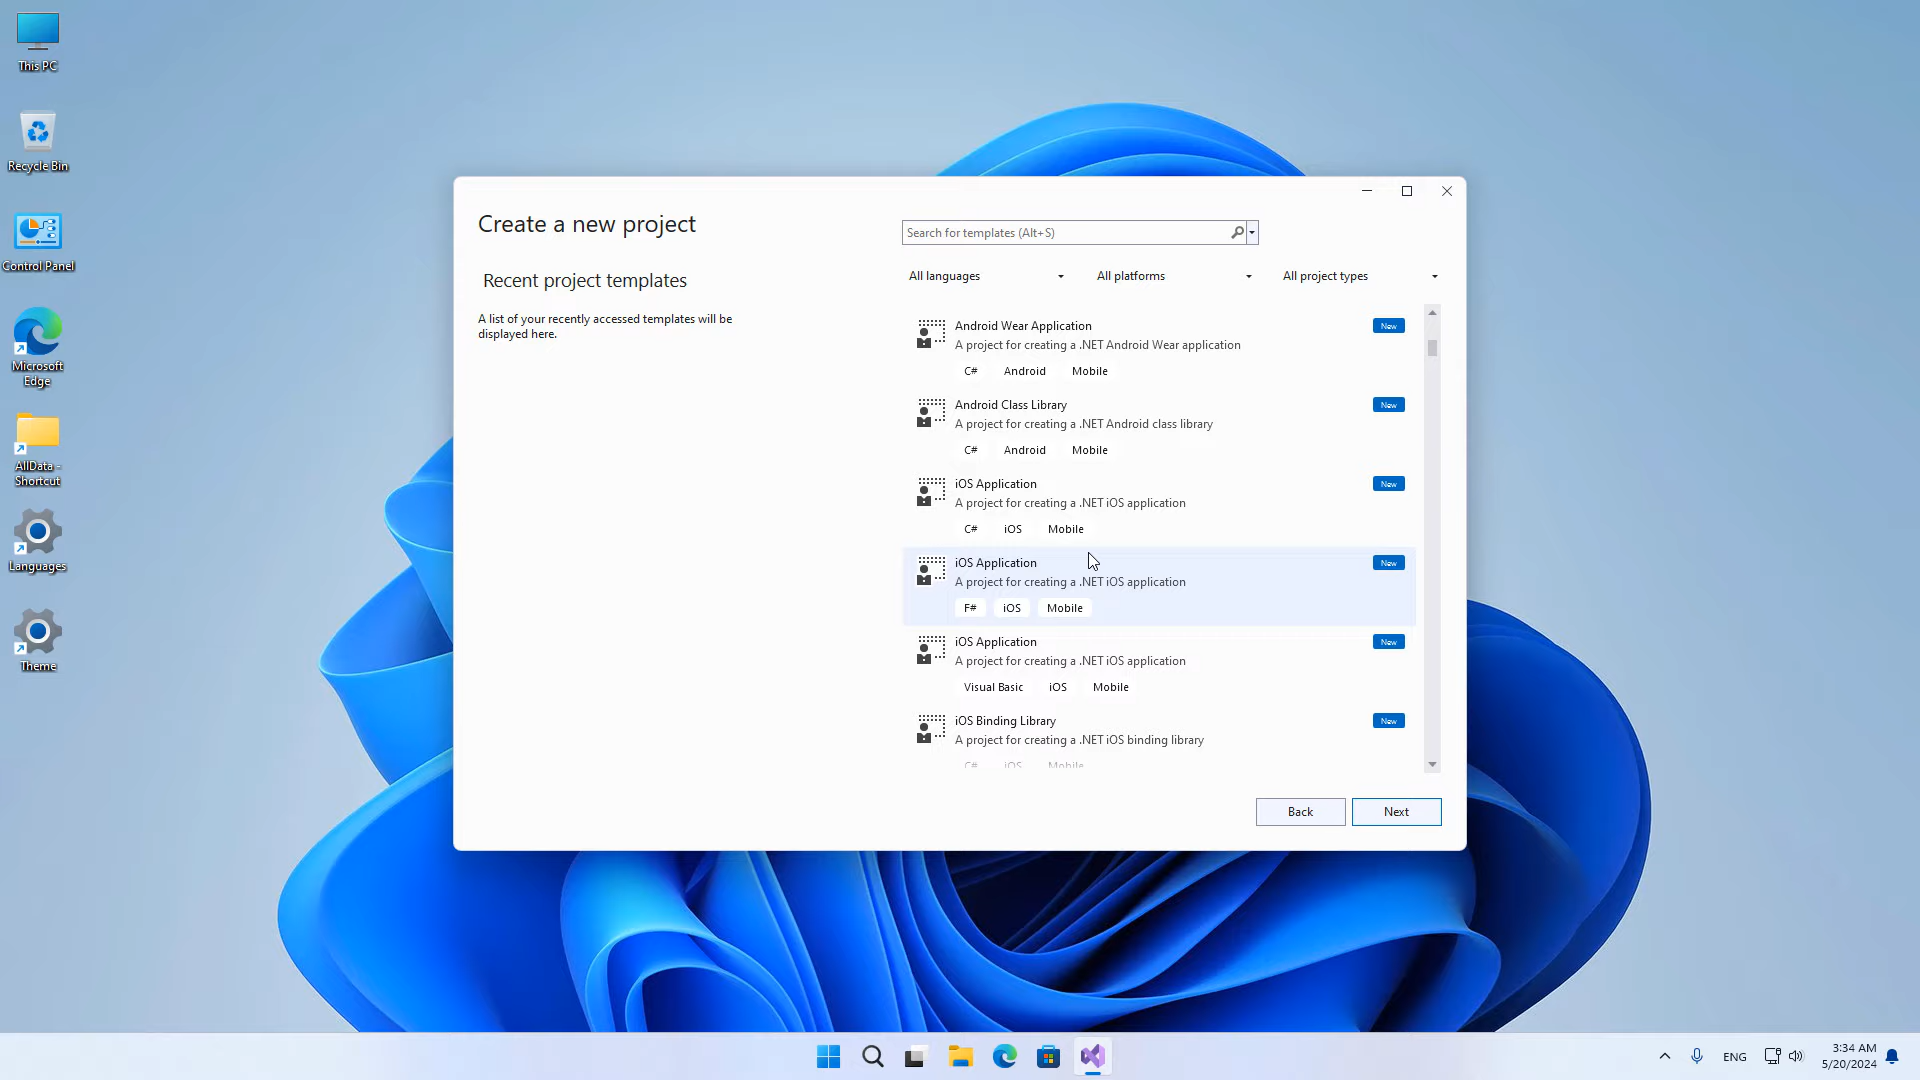 This PC
Recycle Bin
Control Panel
Microsoft
Edge
AllData -
Shortcut
Languages
Theme
Create a new project
Recent project templates
A list of your recently accessed templates will be
displayed here.
Search for templates (Alt+S)
All languages
All platforms
All project types
Android Wear Application
New
A project for creating a .NET Android Wear application
C# Android Mobile
Android Class Library
New
A project for creating a .NET Android class library
C# Android Mobile
iOS Application
New
A project for creating a .NET iOS application
C# iOS Mobile
iOS Application
New
A project for creating a .NET iOS application
F# iOS Mobile
iOS Application
New
A project for creating a .NET iOS application
Visual Basic iOS Mobile
iOS Binding Library
New
A project for creating a .NET iOS binding library
C# iOS Mobile
Back
Next
ENG
3:34 AM
5/20/2024